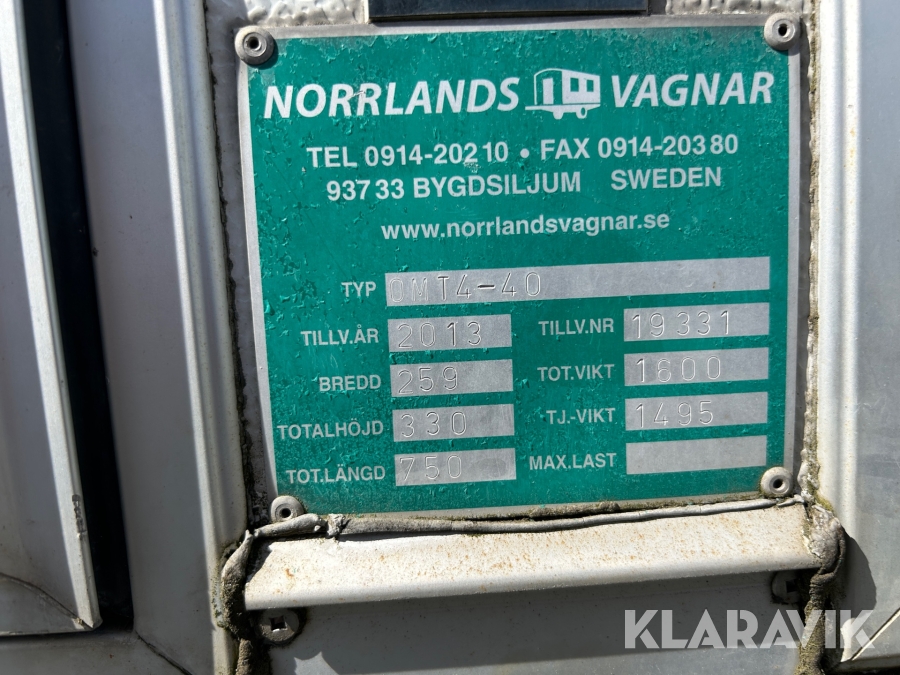 NORRLANDS VAGNAR
TEL 0914-202 10 • FAX 0914-203 80
937 33 BYGDSILJUM SWEDEN
www.norrlandsvagnar.se
TYP OMT4-40
TILLV.ÅR 2013 TILLV.NR 19331
BREDD 259 TOT.VIKT 1600
TOTALHÖJD 330 TJ.-VIKT 1495
TOT.LÄNGD 750 MAX.LAST
KLARAVIK